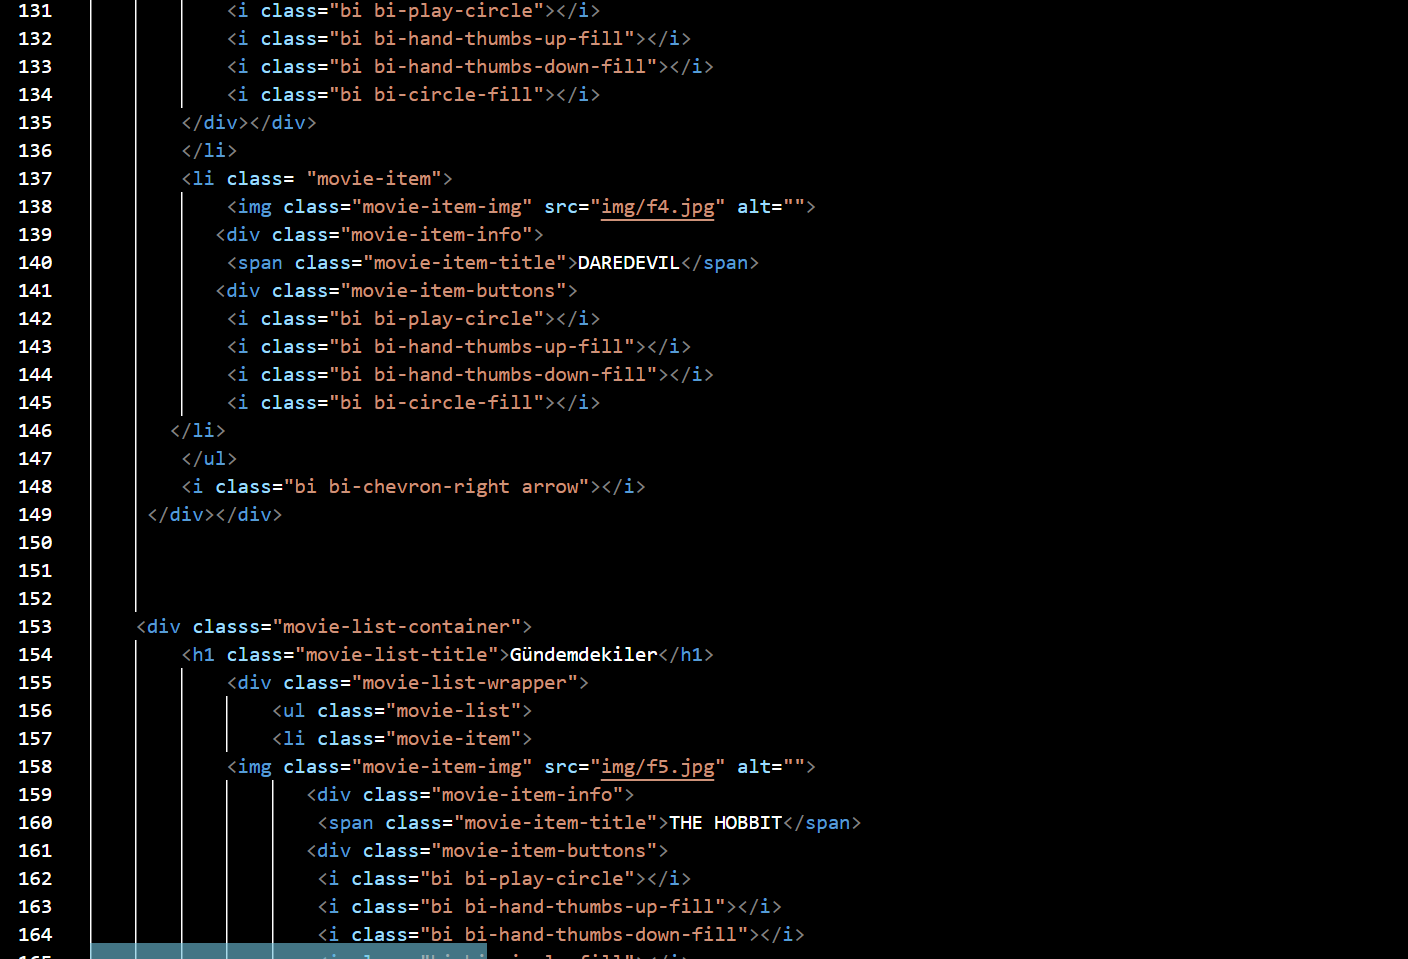 131 <i class="bi bi-play-circle"></i>
132 <i class="bi bi-hand-thumbs-up-fill"></i>
133 <i class="bi bi-hand-thumbs-down-fill"></i>
134 <i class="bi bi-circle-fill"></i>
135 </div></div>
136 </li>
137 <li class= "movie-item">
138 <img class="movie-item-img" src="img/f4.jpg" alt="">
139 <div class="movie-item-info">
140 <span class="movie-item-title">DAREDEVIL</span>
141 <div class="movie-item-buttons">
142 <i class="bi bi-play-circle"></i>
143 <i class="bi bi-hand-thumbs-up-fill"></i>
144 <i class="bi bi-hand-thumbs-down-fill"></i>
145 <i class="bi bi-circle-fill"></i>
146 </li>
147 </ul>
148 <i class="bi bi-chevron-right arrow"></i>
149 </div></div>
150
151
152
153 <div classs="movie-list-container">
154 <h1 class="movie-list-title">Gündemdekiler</h1>
155 <div class="movie-list-wrapper">
156 <ul class="movie-list">
157 <li class="movie-item">
158 <img class="movie-item-img" src="img/f5.jpg" alt="">
159 <div class="movie-item-info">
160 <span class="movie-item-title">THE HOBBIT</span>
161 <div class="movie-item-buttons">
162 <i class="bi bi-play-circle"></i>
163 <i class="bi bi-hand-thumbs-up-fill"></i>
164 <i class="bi bi-hand-thumbs-down-fill"></i>